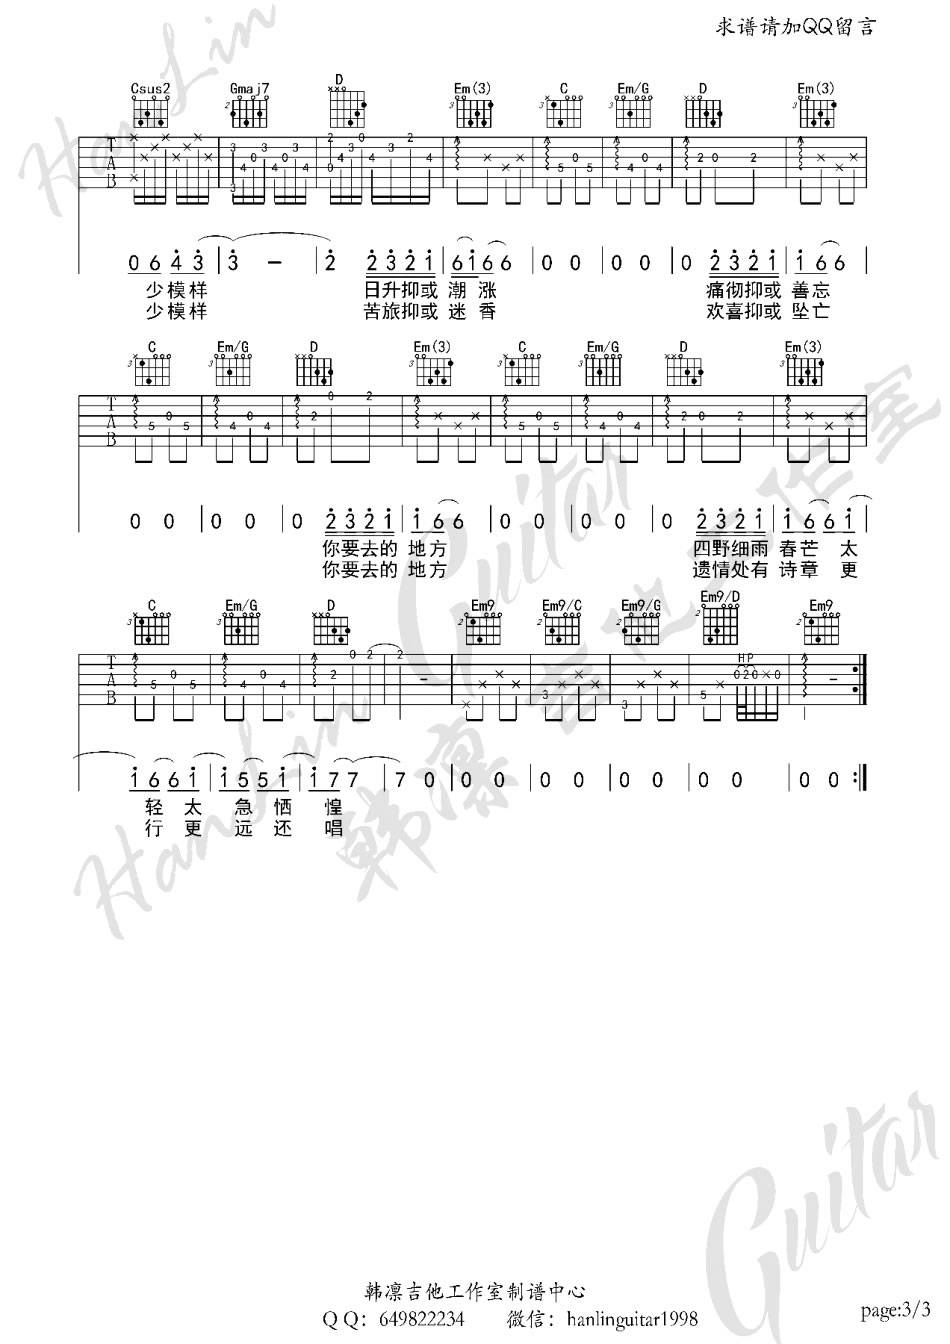 求谱请加QQ留言
Csus2 Gmaj7 D Em(3) C Em/G D Em(3)
0 6 4 3 3 - 2 2 3 2 1 6 1 6 6 0 0 0 0 0 2 3 2 1 1 6 6
少模样 日升抑或 潮涨 痛彻抑或 善忘
少模样 苦旅抑或 迷香 欢喜抑或 坠亡
C Em/G D Em(3) C Em/G D Em(3)
0 0 0 0 0 2 3 2 1 1 6 6 0 0 0 0 0 2 3 2 1 1 6 6 1
你要去的 地方 四野细雨 春芒 太
你要去的 地方 遗情处有 诗章 更
C Em/G D Em9 Em9/C Em9/G Em9/D Em9
1 6 6 1 1 5 5 1 1 7 7 7 0 0 0 0 0 0 0 0 0 0 :
轻 太 急 恓 惶
行 更 远 还 唱
HanLin Guitar
韩凛吉他工作室
韩凛吉他工作室制谱中心
QQ: 649822234 微信: hanlinguitar1998
page:3/3